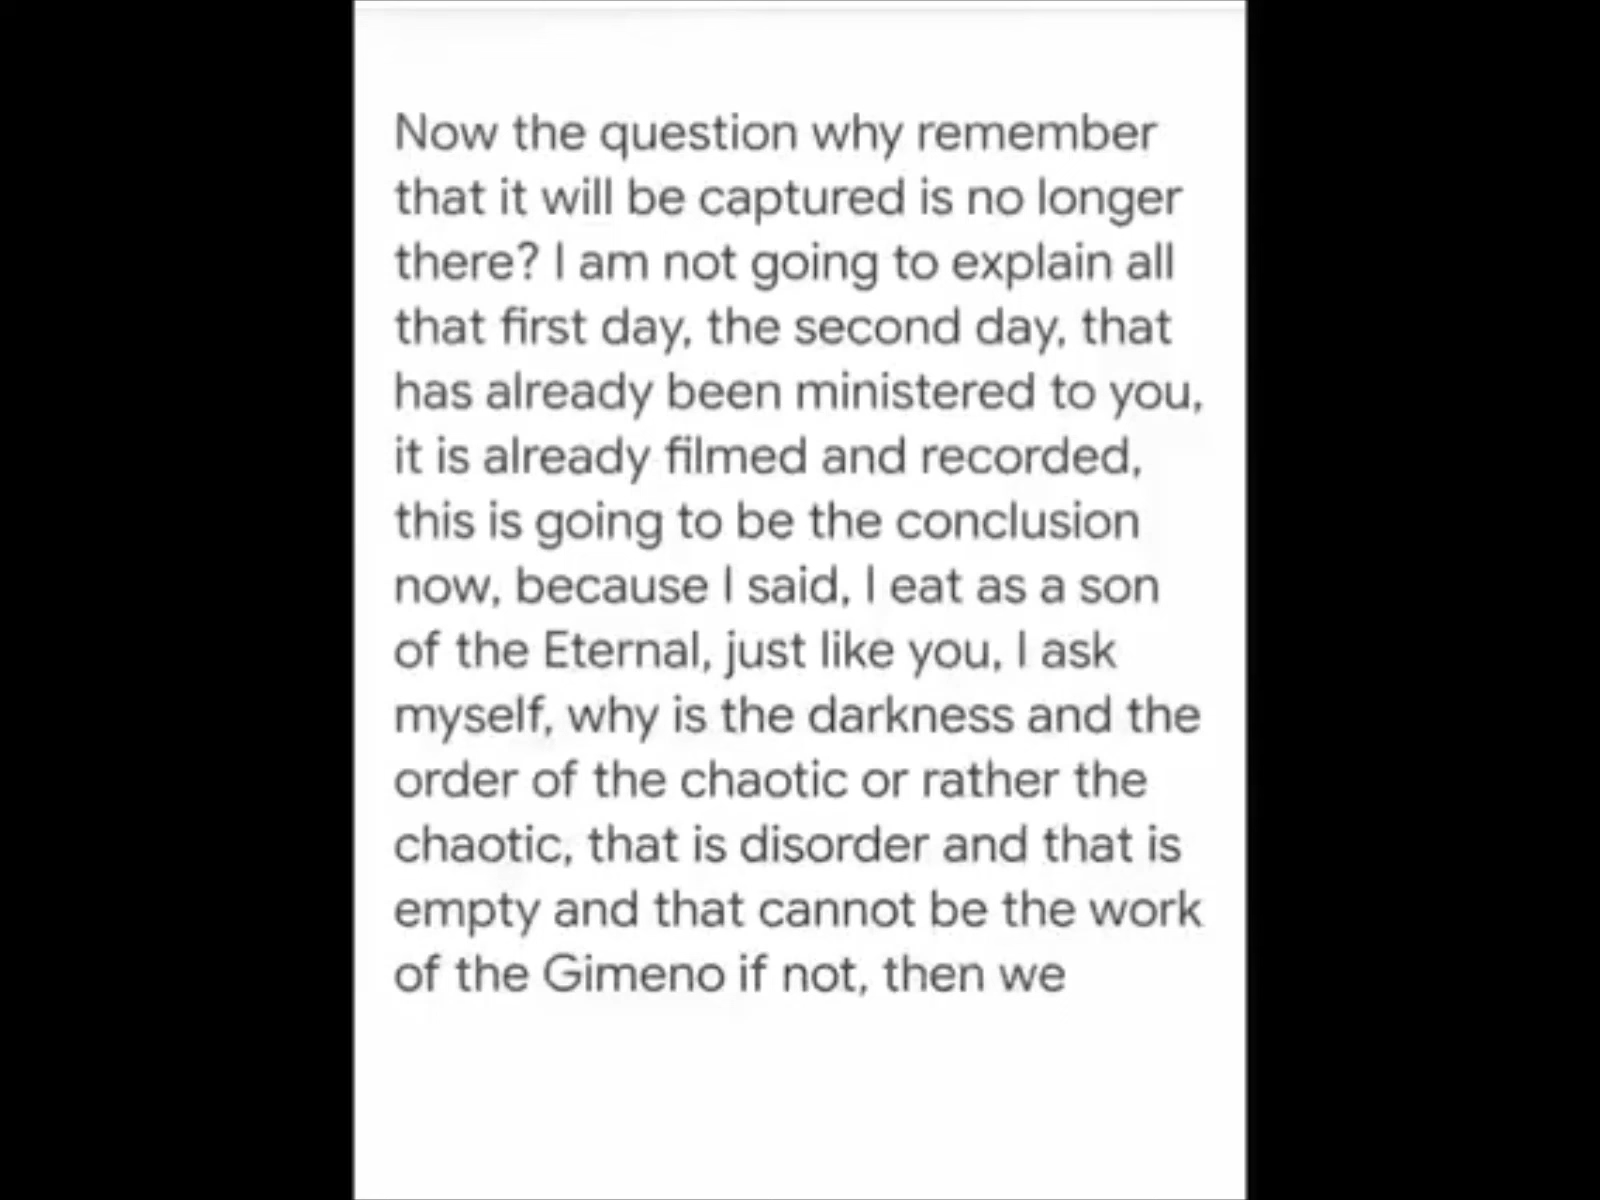 Now the question why remember
that it will be captured is no longer
there? I am not going to explain all
that first day, the second day, that
has already been ministered to you,
it is already filmed and recorded,
this is going to be the conclusion
now, because I said, I eat as a son
of the Eternal, just like you, I ask
myself, why is the darkness and the
order of the chaotic or rather the
chaotic, that is disorder and that is
empty and that cannot be the work
of the Gimeno if not, then we